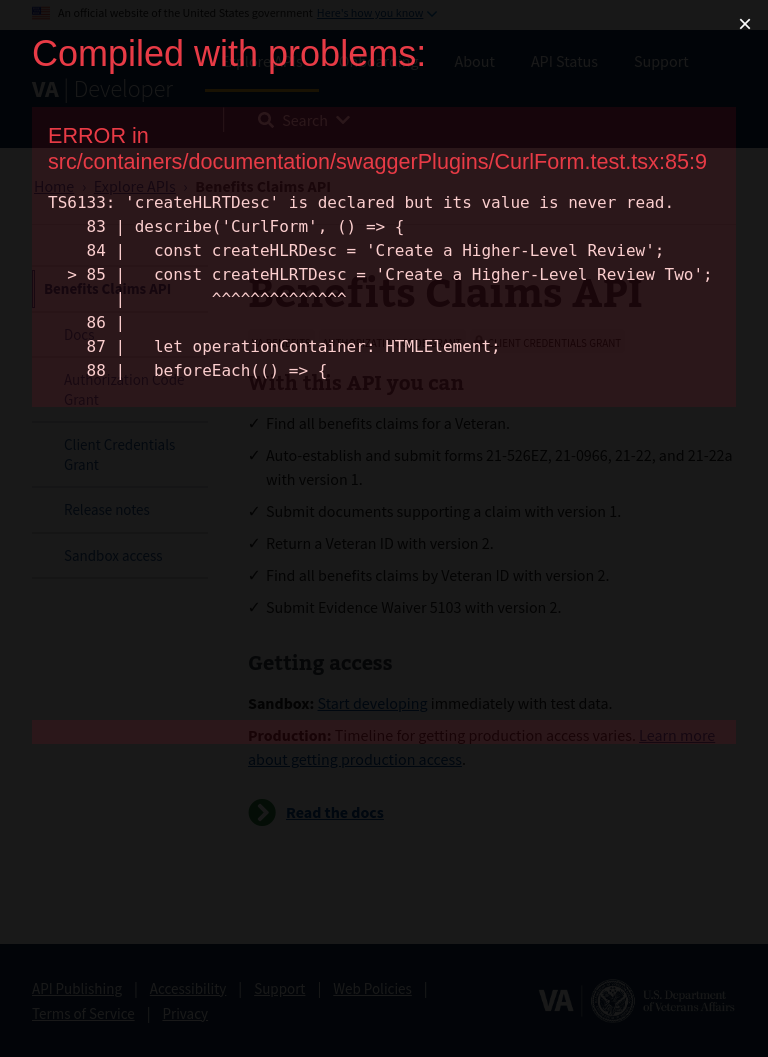 An official website of the United States government Here's how you know
×
Compiled with problems:
About API Status Support
VA | Developer
Search
ERROR in
src/containers/documentation/swaggerPlugins/CurlForm.test.tsx:85:9
Home › Explore APIs › Benefits Claims API
TS6133: 'createHLRTDesc' is declared but its value is never read.
83 | describe('CurlForm', () => {
84 |   const createHLRDesc = 'Create a Higher-Level Review';
> 85 |   const createHLRTDesc = 'Create a Higher-Level Review Two';
|         ^^^^^^^^^^^^^^
86 |
87 |   let operationContainer: HTMLElement;
88 |   beforeEach(() => {
Benefits Claims API
Docs
Authorization Code
Grant
Client Credentials
Grant
Release notes
Sandbox access
Benefits Claims API
CLIENT CREDENTIALS GRANT
With this API you can
✓ Find all benefits claims for a Veteran.
✓ Auto-establish and submit forms 21-526EZ, 21-0966, 21-22, and 21-22a
with version 1.
✓ Submit documents supporting a claim with version 1.
✓ Return a Veteran ID with version 2.
✓ Find all benefits claims by Veteran ID with version 2.
✓ Submit Evidence Waiver 5103 with version 2.
Getting access
Sandbox: Start developing immediately with test data.
Production: Timeline for getting production access varies. Learn more
about getting production access.
Read the docs
API Publishing | Accessibility | Support | Web Policies |
Terms of Service | Privacy
VA
U.S. Department
of Veterans Affairs